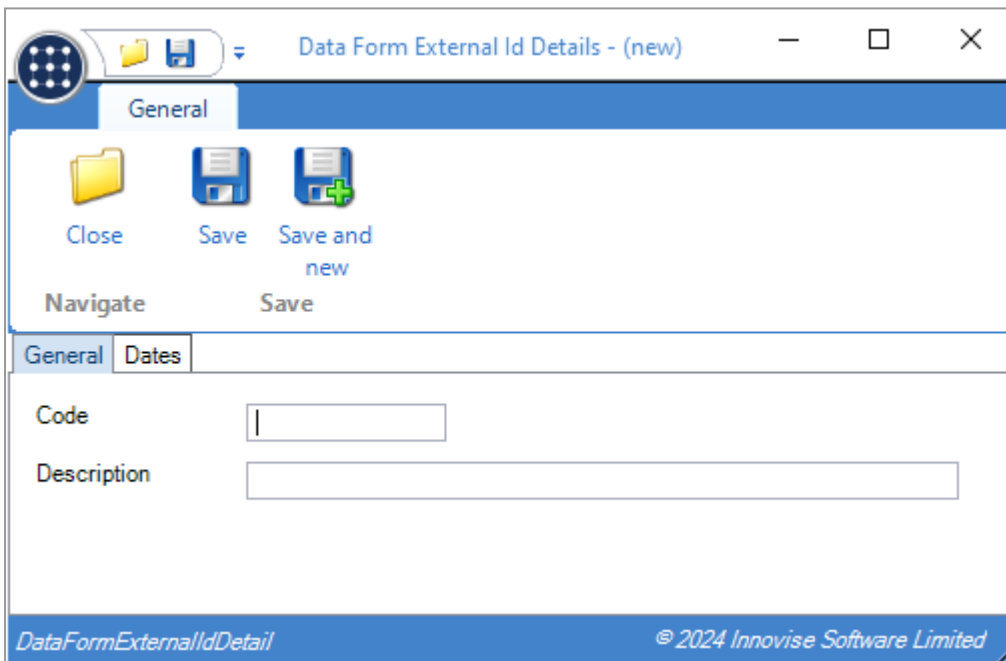 Data Form External Id Details - (new)
General
Close Save Save and
new
Navigate Save
General Dates
Code
Description
DataFormExternalIdDetail © 2024 Innovise Software Limited